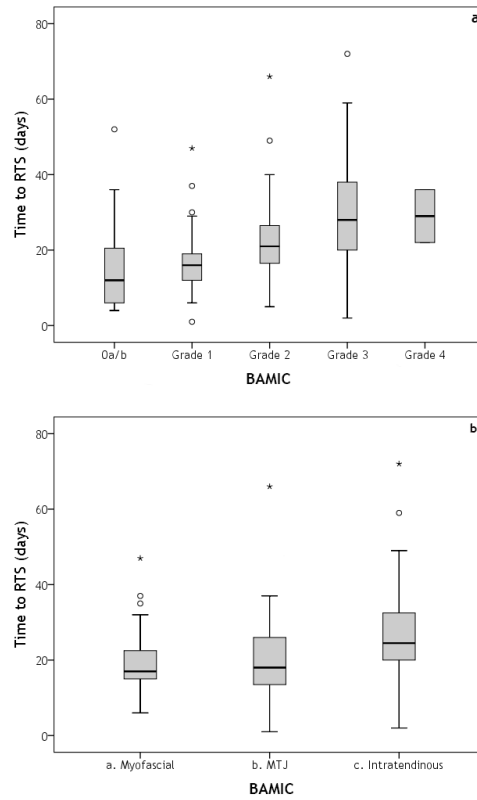 a
80
60
40
20
0
Time to RTS (days)
0a/b Grade 1 Grade 2 Grade 3 Grade 4
BAMIC
b
80
60
40
20
0
Time to RTS (days)
a. Myofascial b. MTJ c. Intratendinous
BAMIC